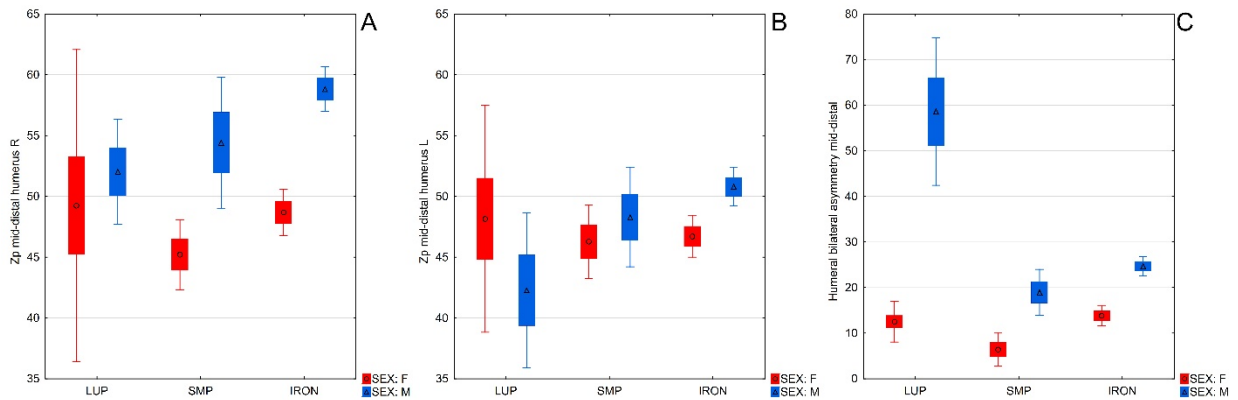 A
Zp mid-distal humerus R
65
60
55
50
45
40
35
LUP SMP IRON
SEX: F
SEX: M
B
Zp mid-distal humerus L
65
60
55
50
45
40
35
LUP SMP IRON
SEX: F
SEX: M
C
Humeral bilateral asymmetry mid-distal
80
70
60
50
40
30
20
10
0
LUP SMP IRON
SEX: F
SEX: M